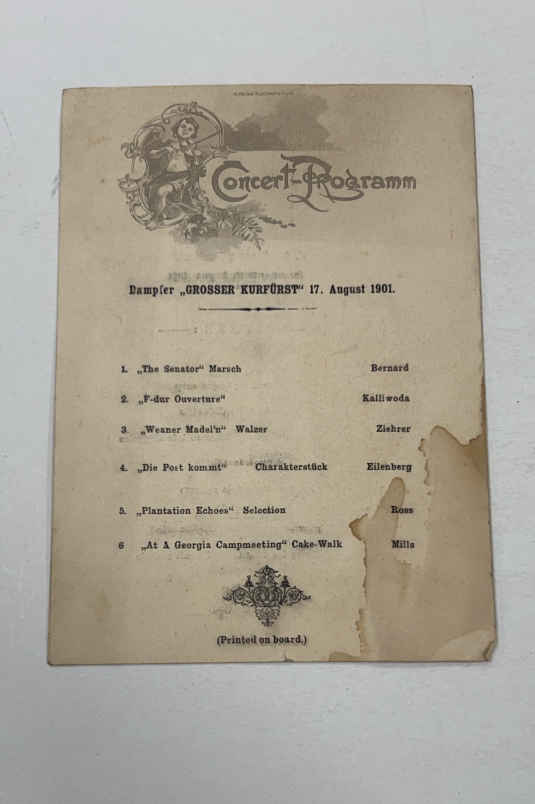 Concert-Programm
Dampfer „GROSSER KURFÜRST“ 17. August 1901.
1. „The Senator“ Marsch Bernard
2. „F-dur Ouverture“ Kalliwoda
3. „Weaner Madel'n“ Walzer Ziehrer
4. „Die Post kommt“ Charakterstück Eilenberg
5. „Plantation Echoes“ Selection Ross
6 „At A Georgia Campmeeting“ Cake-Walk Mills
(Printed on board.)